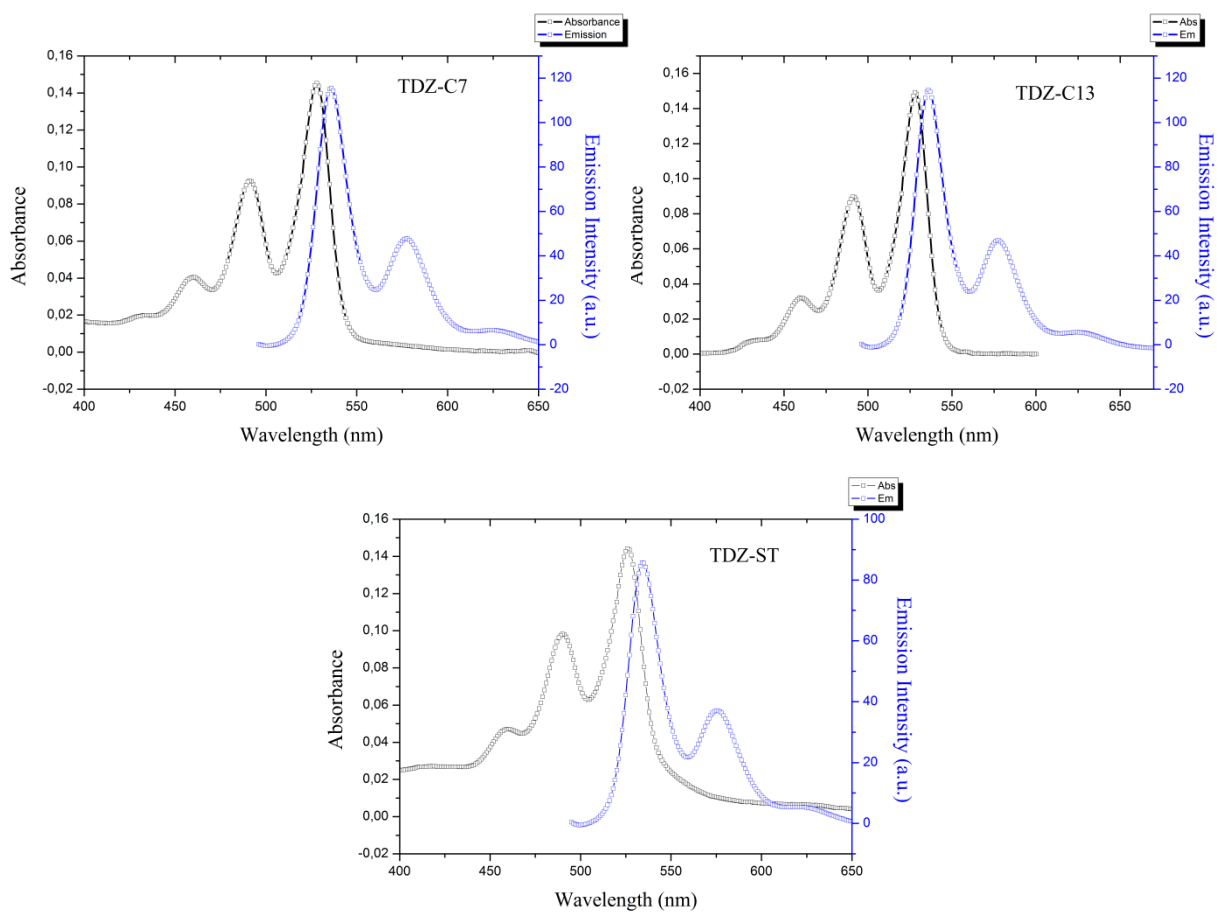 Absorbance
Emission
TDZ-C7
0,16
0,14
0,12
0,10
0,08
0,06
0,04
0,02
0,00
-0,02
Absorbance
120
100
80
60
40
20
0
-20
Emission Intensity (a.u.)
400 450 500 550 600 650
Wavelength (nm)
Abs
Em
TDZ-C13
0,16
0,14
0,12
0,10
0,08
0,06
0,04
0,02
0,00
-0,02
Absorbance
120
100
80
60
40
20
0
-20
Emission Intensity (a.u.)
400 450 500 550 600 650
Wavelength (nm)
Abs
Em
TDZ-ST
0,16
0,14
0,12
0,10
0,08
0,06
0,04
0,02
0,00
-0,02
Absorbance
100
80
60
40
20
0
Emission Intensity (a.u.)
400 450 500 550 600 650
Wavelength (nm)